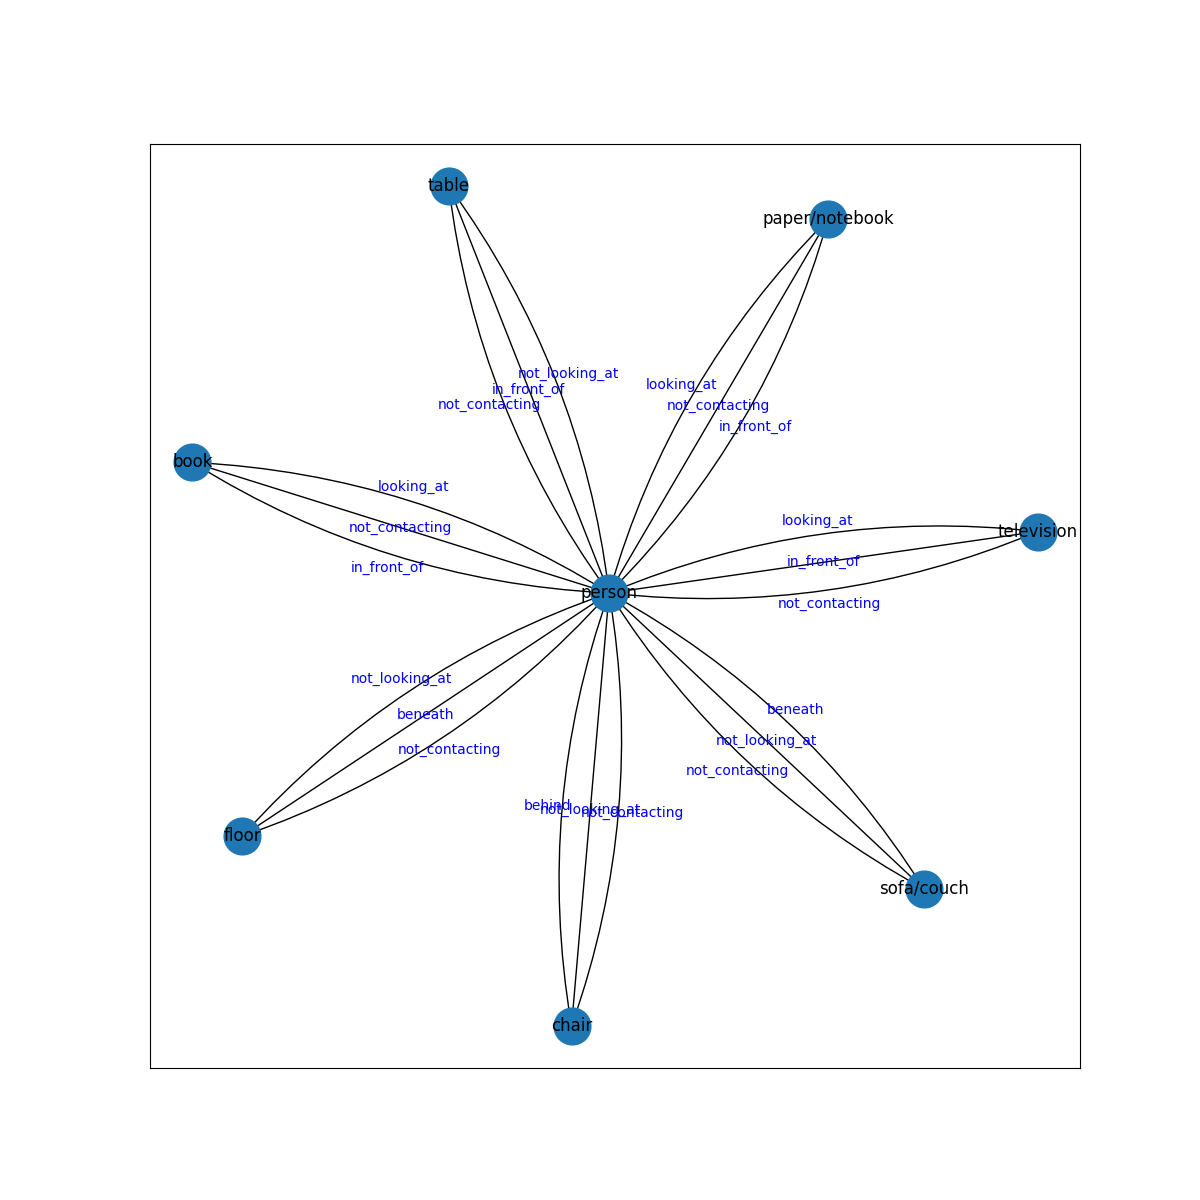 table
paper/notebook
not_looking_at
in_front_of
not_contacting
looking_at
not_contacting
in_front_of
book
looking_at
not_contacting
in_front_of
looking_at
television
in_front_of
not_contacting
person
not_looking_at
beneath
not_contacting
beneath
not_looking_at
not_contacting
behind
not_looking_at
not_contacting
floor
sofa/couch
chair